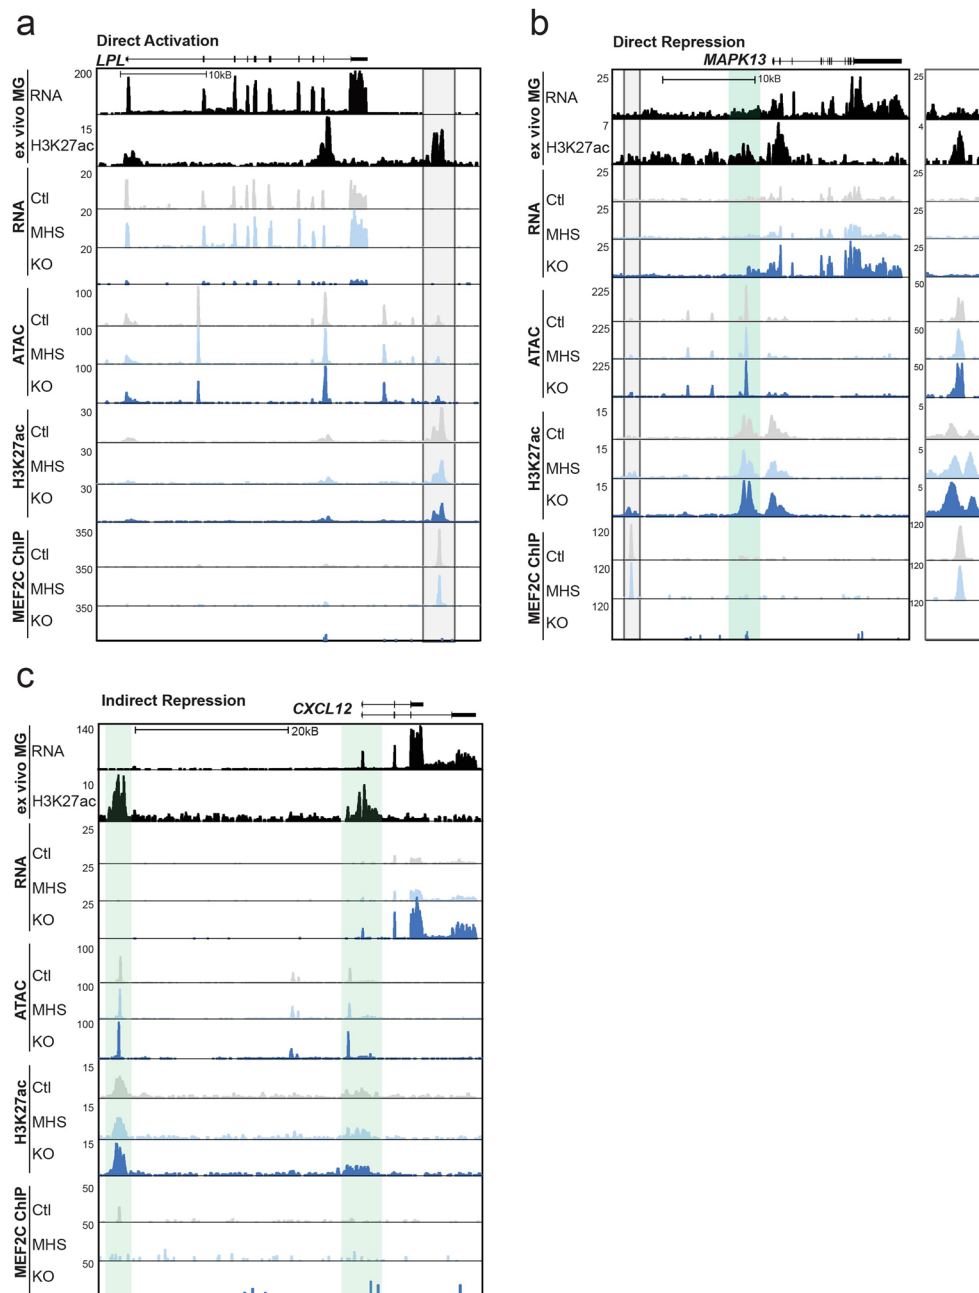 a
Direct Activation
LPL
10kB
ex vivo MG
RNA
200
H3K27ac
15
RNA
Ctl
20
MHS
20
KO
20
ATAC
Ctl
100
MHS
100
KO
100
H3K27ac
Ctl
30
MHS
30
KO
30
MEF2C ChIP
Ctl
350
MHS
350
KO
350
b
Direct Repression
MAPK13
10kB
ex vivo MG
RNA
25
25
H3K27ac
7
4
RNA
Ctl
25
25
MHS
25
25
KO
25
25
ATAC
Ctl
225
50
MHS
225
50
KO
225
50
H3K27ac
Ctl
15
5
MHS
15
5
KO
15
5
MEF2C ChIP
Ctl
120
120
MHS
120
120
KO
120
120
c
Indirect Repression
CXCL12
20kB
ex vivo MG
RNA
140
H3K27ac
10
RNA
Ctl
25
MHS
25
KO
25
ATAC
Ctl
100
MHS
100
KO
100
H3K27ac
Ctl
15
MHS
15
KO
15
MEF2C ChIP
Ctl
50
MHS
50
KO
50